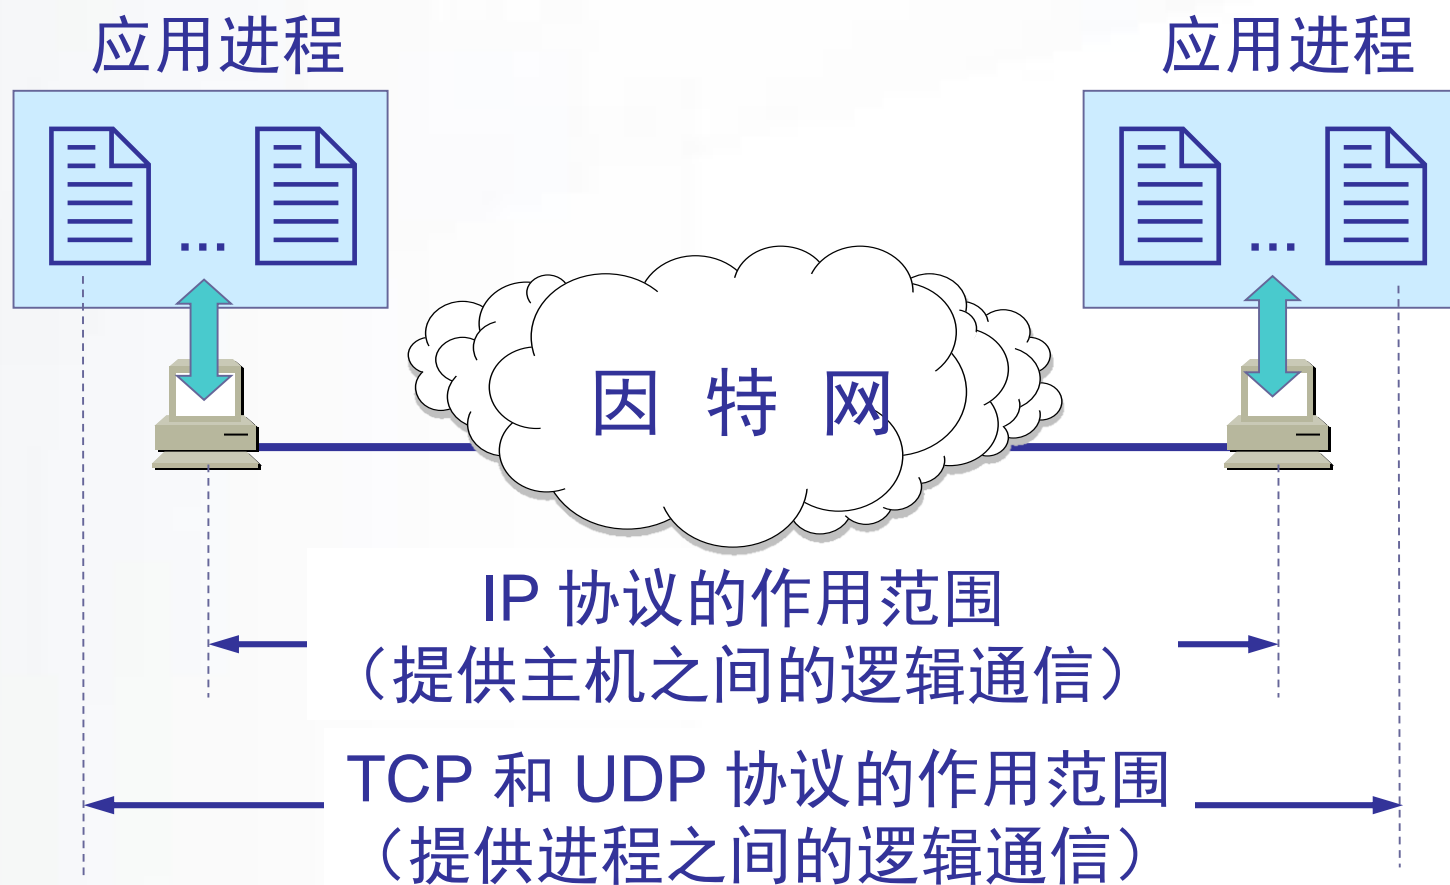 应用进程
应用进程
…
…
因 特 网
IP 协议的作用范围
（提供主机之间的逻辑通信）
TCP 和 UDP 协议的作用范围
（提供进程之间的逻辑通信）